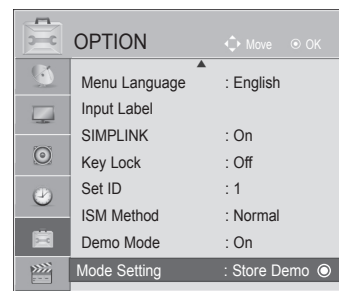 OPTION Move OK
Menu Language : English
Input Label
SIMPLINK : On
Key Lock : Off
Set ID : 1
ISM Method : Normal
Demo Mode : On
Mode Setting : Store Demo